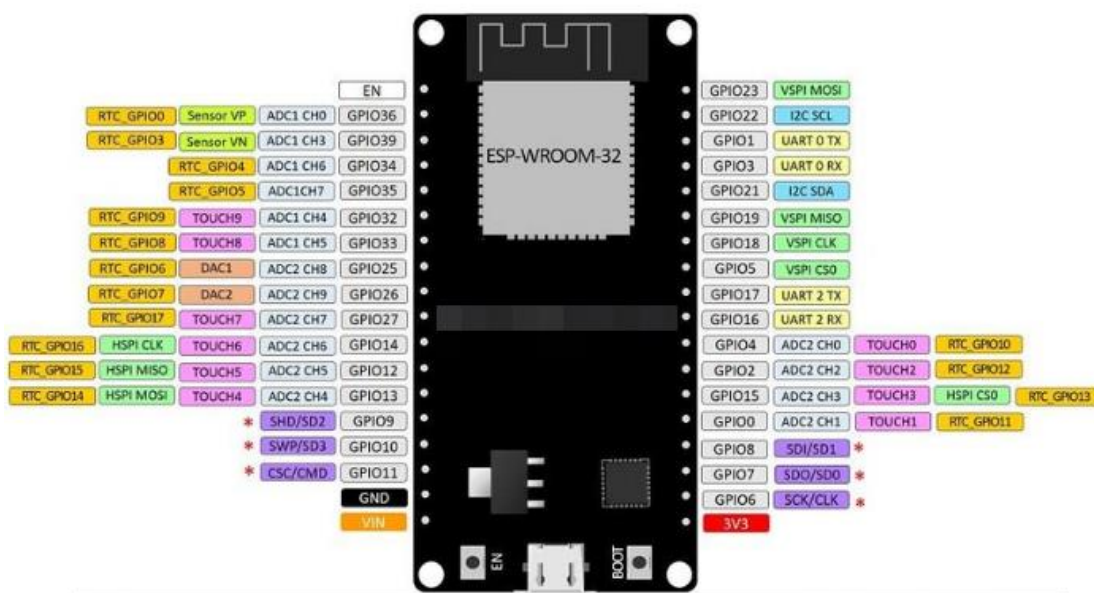 EN
RTC_GPIO0 Sensor VP ADC1 CH0 GPIO36
RTC_GPIO3 Sensor VN ADC1 CH3 GPIO39
RTC_GPIO4 ADC1 CH6 GPIO34
RTC_GPIO5 ADC1CH7 GPIO35
RTC_GPIO9 TOUCH9 ADC1 CH4 GPIO32
RTC_GPIO8 TOUCH8 ADC1 CH5 GPIO33
RTC_GPIO6 DAC1 ADC2 CH8 GPIO25
RTC_GPIO7 DAC2 ADC2 CH9 GPIO26
RTC_GPIO17 TOUCH7 ADC2 CH7 GPIO27
RTC_GPIO16 HSPI CLK TOUCH6 ADC2 CH6 GPIO14
RTC_GPIO15 HSPI MISO TOUCH5 ADC2 CH5 GPIO12
RTC_GPIO14 HSPI MOSI TOUCH4 ADC2 CH4 GPIO13
* SHD/SD2 GPIO9
* SWP/SD3 GPIO10
* CSC/CMD GPIO11
GND
VIN
ESP-WROOM-32
EN
BOOT
GPIO23 VSPI MOSI
GPIO22 I2C SCL
GPIO1 UART 0 TX
GPIO3 UART 0 RX
GPIO21 I2C SDA
GPIO19 VSPI MISO
GPIO18 VSPI CLK
GPIO5 VSPI CS0
GPIO17 UART 2 TX
GPIO16 UART 2 RX
GPIO4 ADC2 CH0 TOUCH0 RTC_GPIO10
GPIO2 ADC2 CH2 TOUCH2 RTC_GPIO12
GPIO15 ADC2 CH3 TOUCH3 HSPI CS0 RTC_GPIO13
GPIO0 ADC2 CH1 TOUCH1 RTC_GPIO11
GPIO8 SDI/SD1 *
GPIO7 SDO/SD0 *
GPIO6 SCK/CLK *
3V3